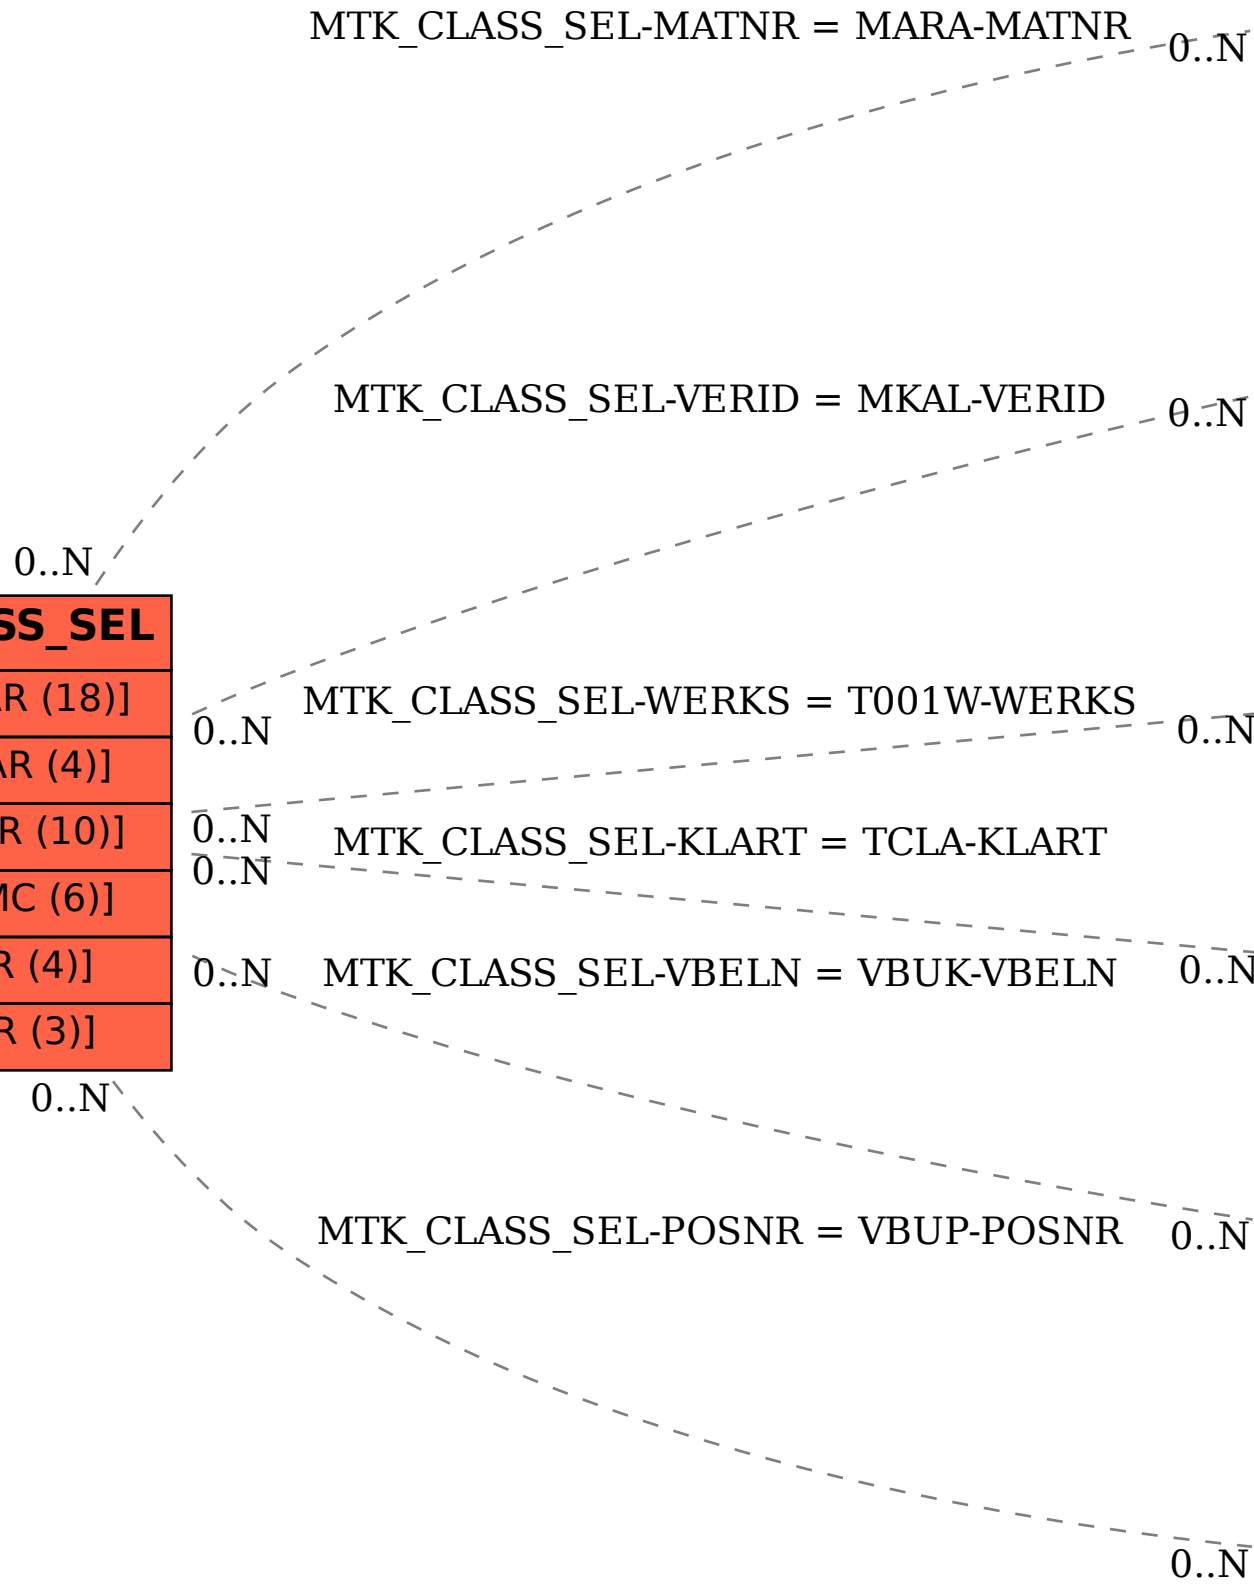 MTK_CLASS_SEL-MATNR = MARA-MATNR
0..N
MTK_CLASS_SEL-VERID = MKAL-VERID
0..N
0..N
SS_SEL
R (18)]
MTK_CLASS_SEL-WERKS = T001W-WERKS
0..N
0..N
AR (4)]
R (10)]
0..N
MTK_CLASS_SEL-KLART = TCLA-KLART
0..N
MC (6)]
R (4)]
0..N
MTK_CLASS_SEL-VBELN = VBUK-VBELN
0..N
R (3)]
0..N
MTK_CLASS_SEL-POSNR = VBUP-POSNR
0..N
0..N